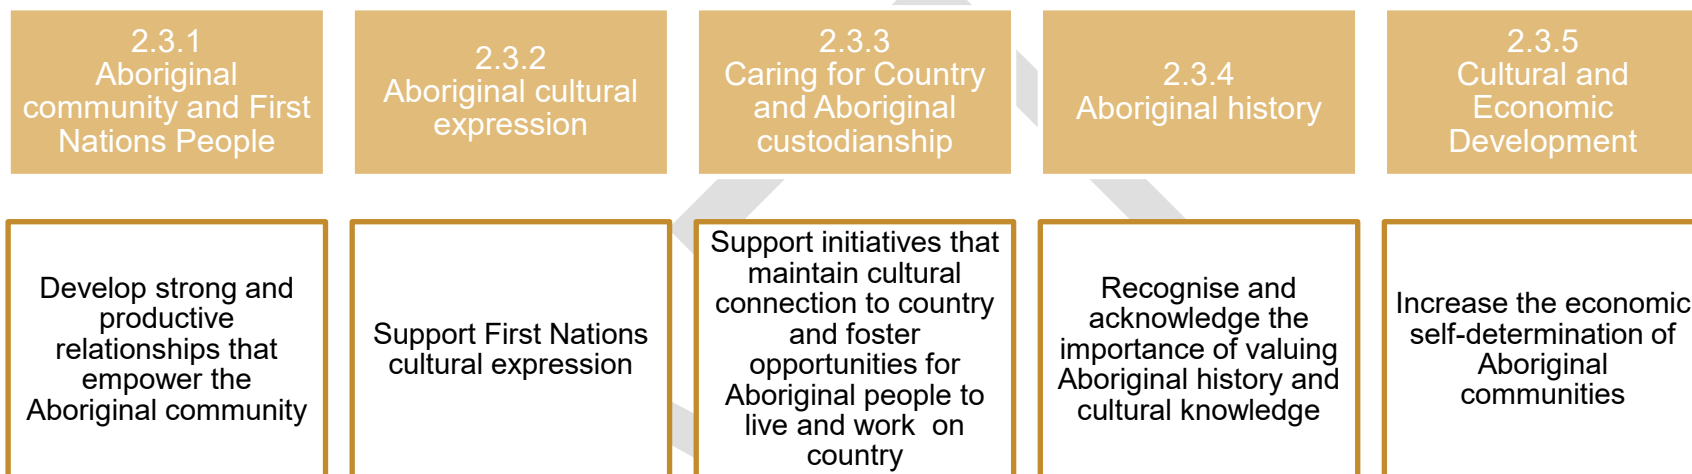 2.3.1
Aboriginal
community and First
Nations People
2.3.2
Aboriginal cultural
expression
2.3.3
Caring for Country
and Aboriginal
custodianship
2.3.4
Aboriginal history
2.3.5
Cultural and
Economic
Development
Develop strong and
productive
relationships that
empower the
Aboriginal community
Support First Nations
cultural expression
Support initiatives that
maintain cultural
connection to country
and foster
opportunities for
Aboriginal people to
live and work on
country
Recognise and
acknowledge the
importance of valuing
Aboriginal history and
cultural knowledge
Increase the economic
self-determination of
Aboriginal
communities